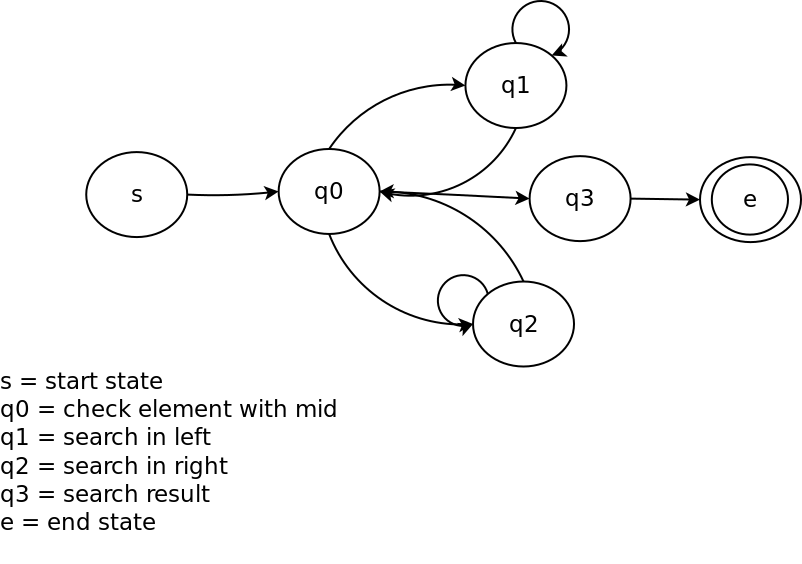 q1
s
q0
q3
e
q2
s = start state
q0 = check element with mid
q1 = search in left
q2 = search in right
q3 = search result
e = end state